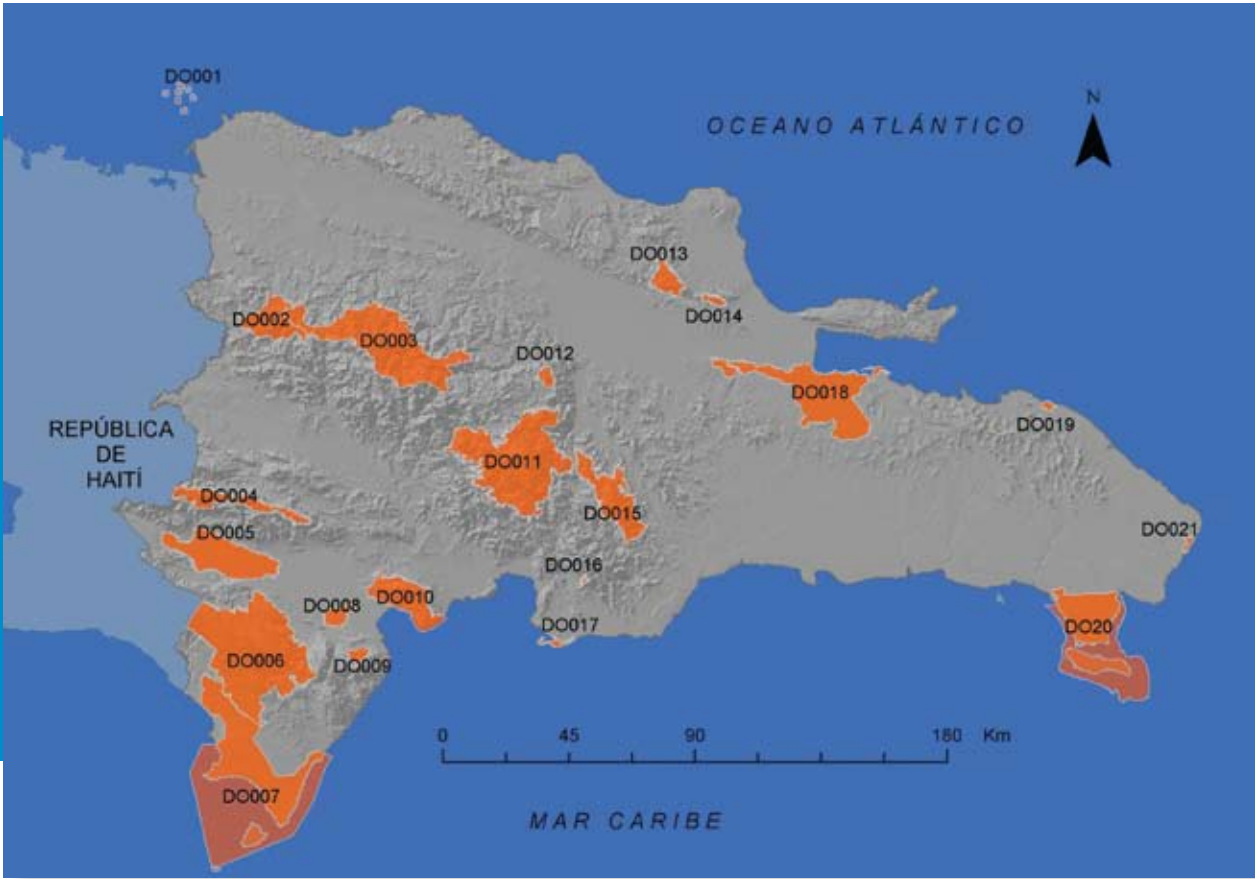 DO001
N
OCEANO ATLÁNTICO
DO013
DO014
DO002
DO003
DO012
DO018
DO019
REPÚBLICA
DE
HAITÍ
DO011
DO004
DO015
DO005
DO021
DO016
DO010
DO008
DO017
DO20
DO006
DO009
0 45 90 180 Km
DO007
MAR CARIBE